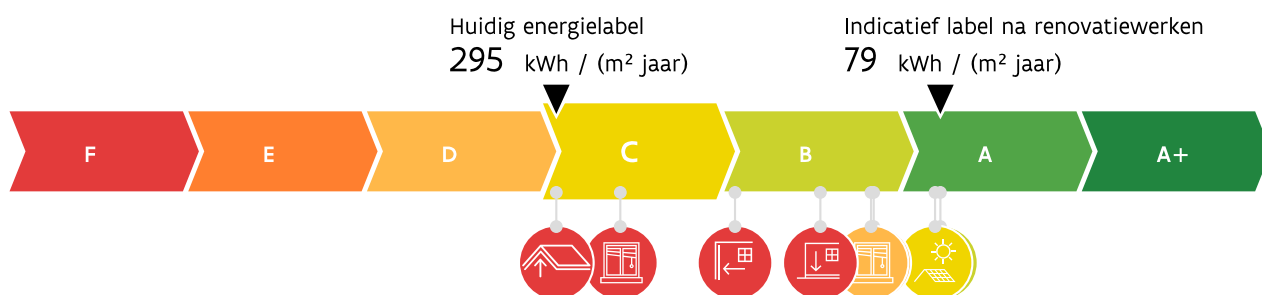 Huidig energielabel
295 kWh / (m² jaar)
Indicatief label na renovatiewerken
79 kWh / (m² jaar)
F E D C B A A+